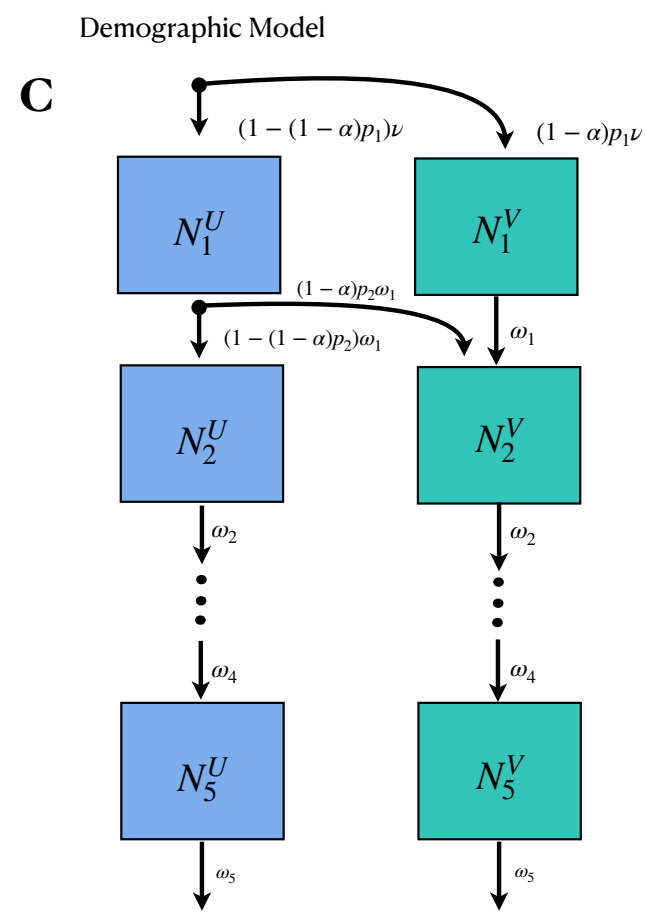 Demographic Model
C
(1 − (1 − α)p₁)ν
(1 − α)p₁ν
N₁ᵁ
N₁ⱽ
(1 − α)p₂ω₁
(1 − (1 − α)p₂)ω₁
ω₁
N₂ᵁ
N₂ⱽ
ω₂
ω₂
ω₄
ω₄
N₅ᵁ
N₅ⱽ
ω₅
ω₅